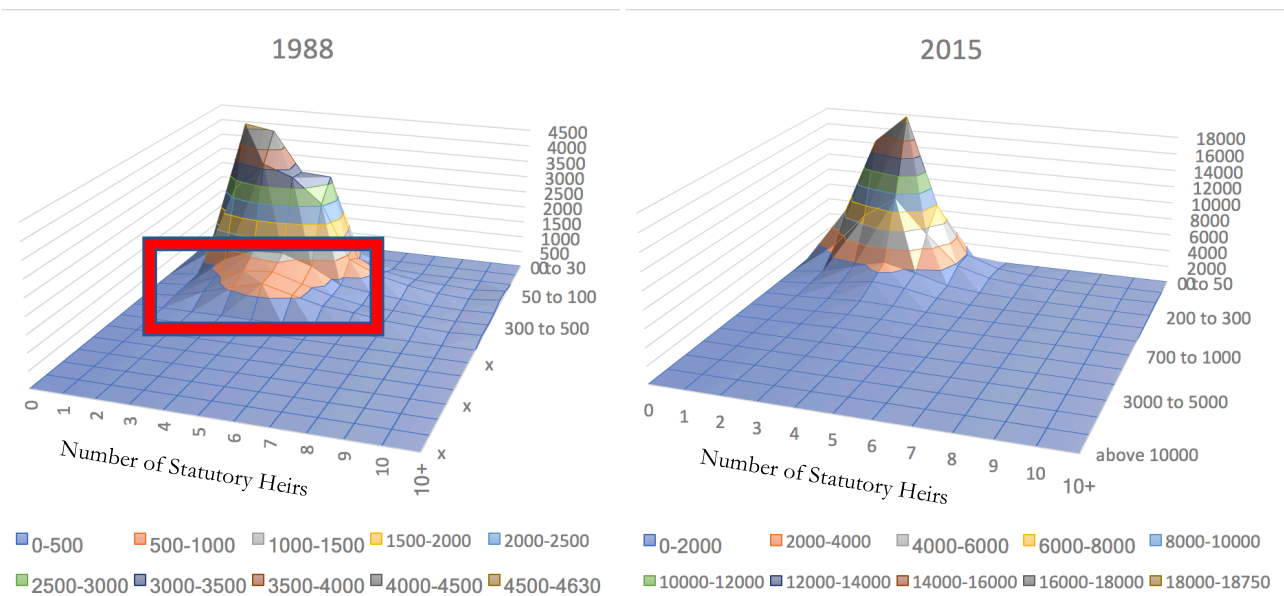 1988
4500
4000
3500
3000
2500
2000
1500
1000
500
0
0 to 30
50 to 100
300 to 500
x
x
x
0 1 2 3 4 5 6 7 8 9 10 10+
Number of Statutory Heirs
0-500 500-1000 1000-1500 1500-2000 2000-2500
2500-3000 3000-3500 3500-4000 4000-4500 4500-4630
2015
18000
16000
14000
12000
10000
8000
6000
4000
2000
0
0 to 50
200 to 300
700 to 1000
3000 to 5000
above 10000
0 1 2 3 4 5 6 7 8 9 10 10+
Number of Statutory Heirs
0-2000 2000-4000 4000-6000 6000-8000 8000-10000
10000-12000 12000-14000 14000-16000 16000-18000 18000-18750